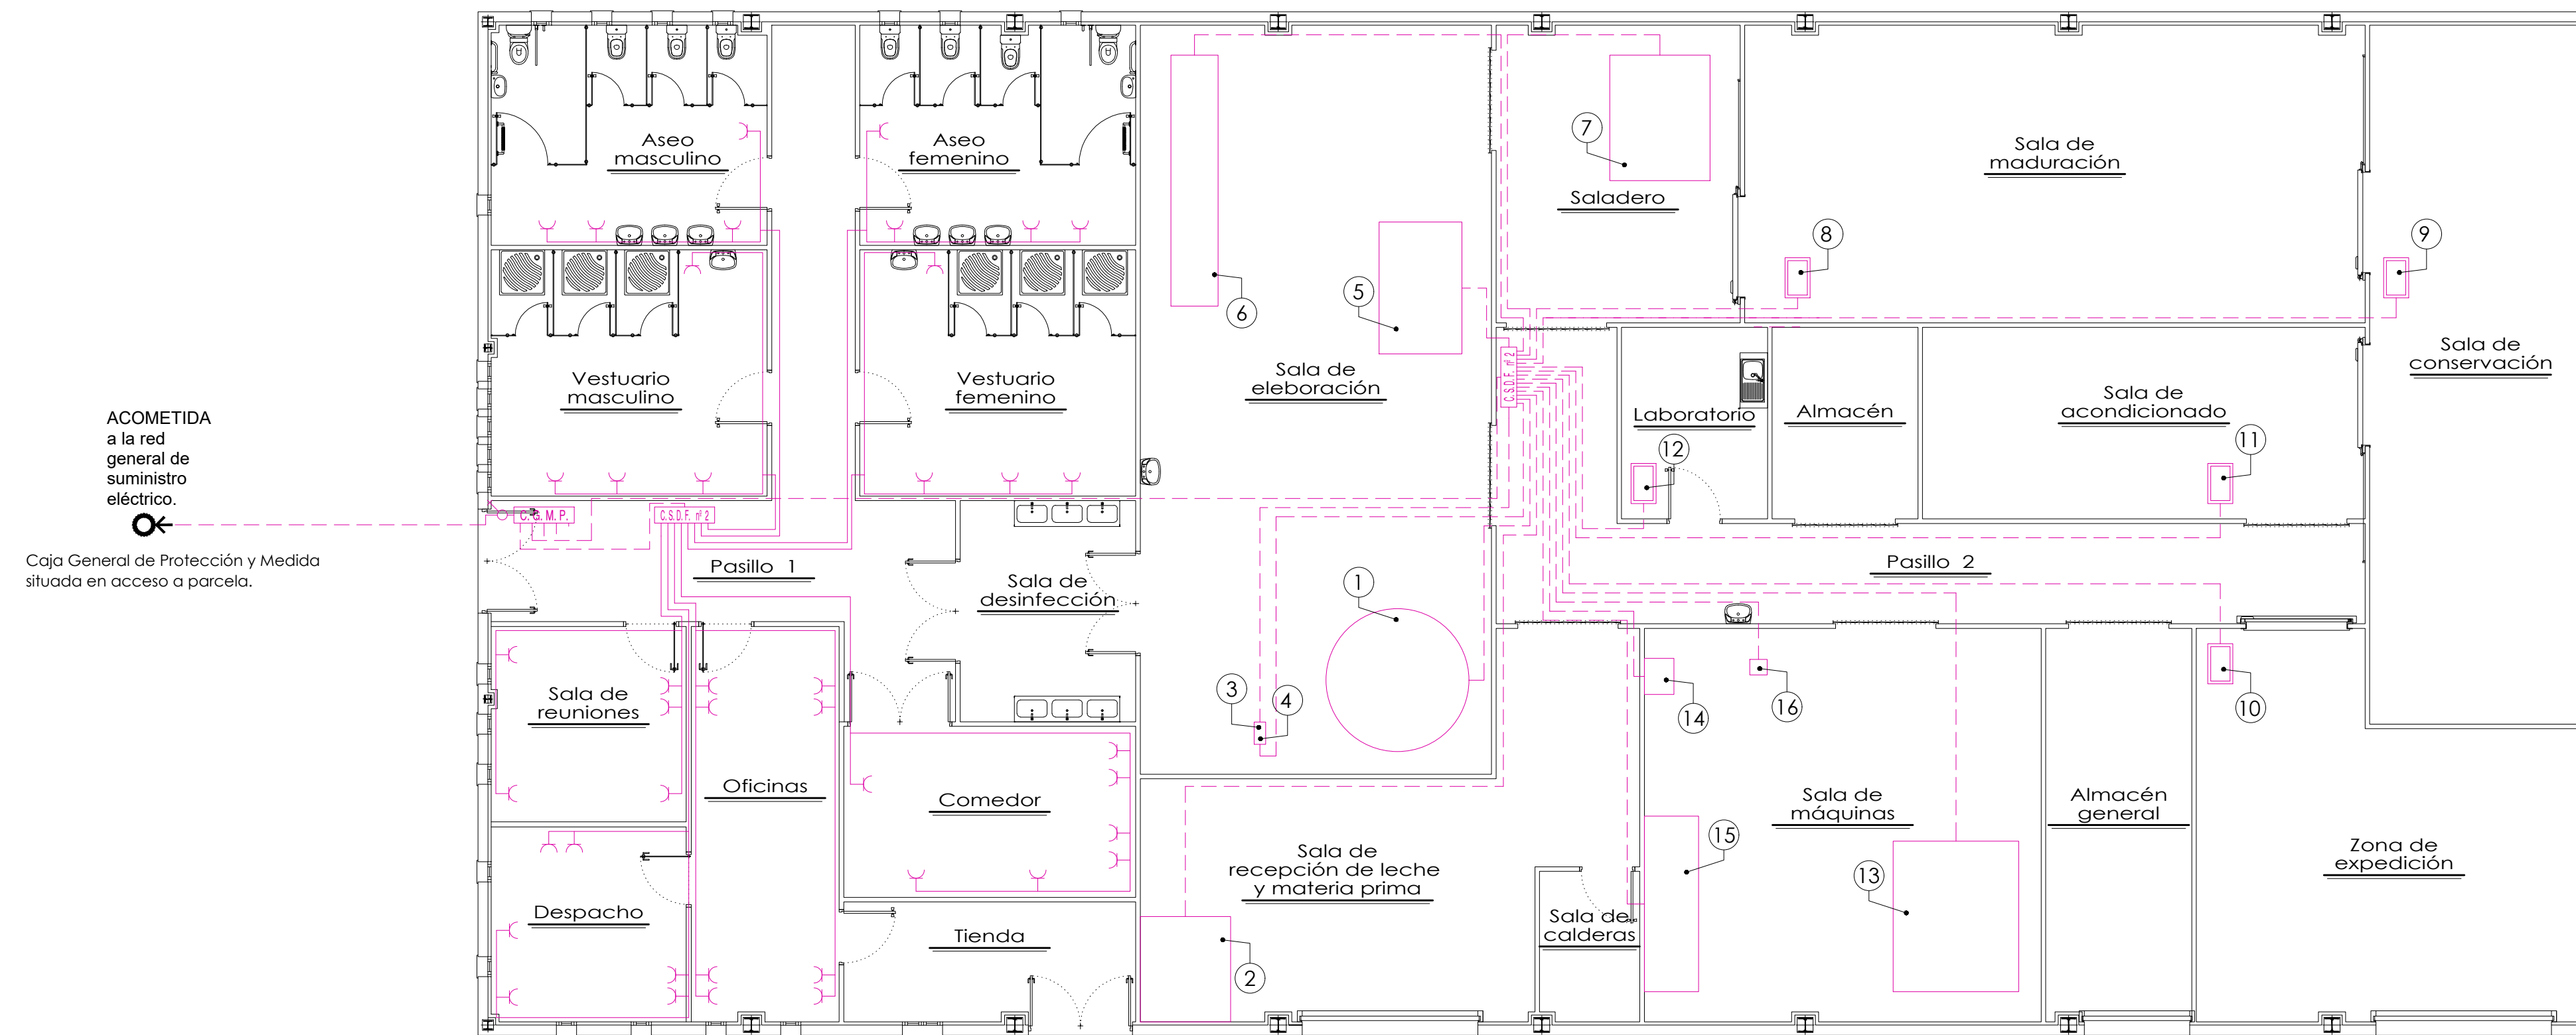 Aseo
masculino
Aseo
femenino
7
Saladero
Sala de
maduración
8
9
6
5
Vestuario
masculino
Vestuario
femenino
Sala de
eleboración
C.S.D.F. nº 2
Laboratorio
12
Almacén
Sala de
acondicionado
11
Sala de
conservación
ACOMETIDA
a la red
general de
suministro
eléctrico.
Caja General de Protección y Medida
situada en acceso a parcela.
C. G. M. P.
C.S.D.F. nº 2
Pasillo 1
Sala de
desinfección
1
Pasillo 2
3
4
14
16
10
Sala de
reuniones
Oficinas
Comedor
Despacho
Tienda
Sala de
recepción de leche
y materia prima
2
Sala de
calderas
15
Sala de
máquinas
13
Almacén
general
Zona de
expedición